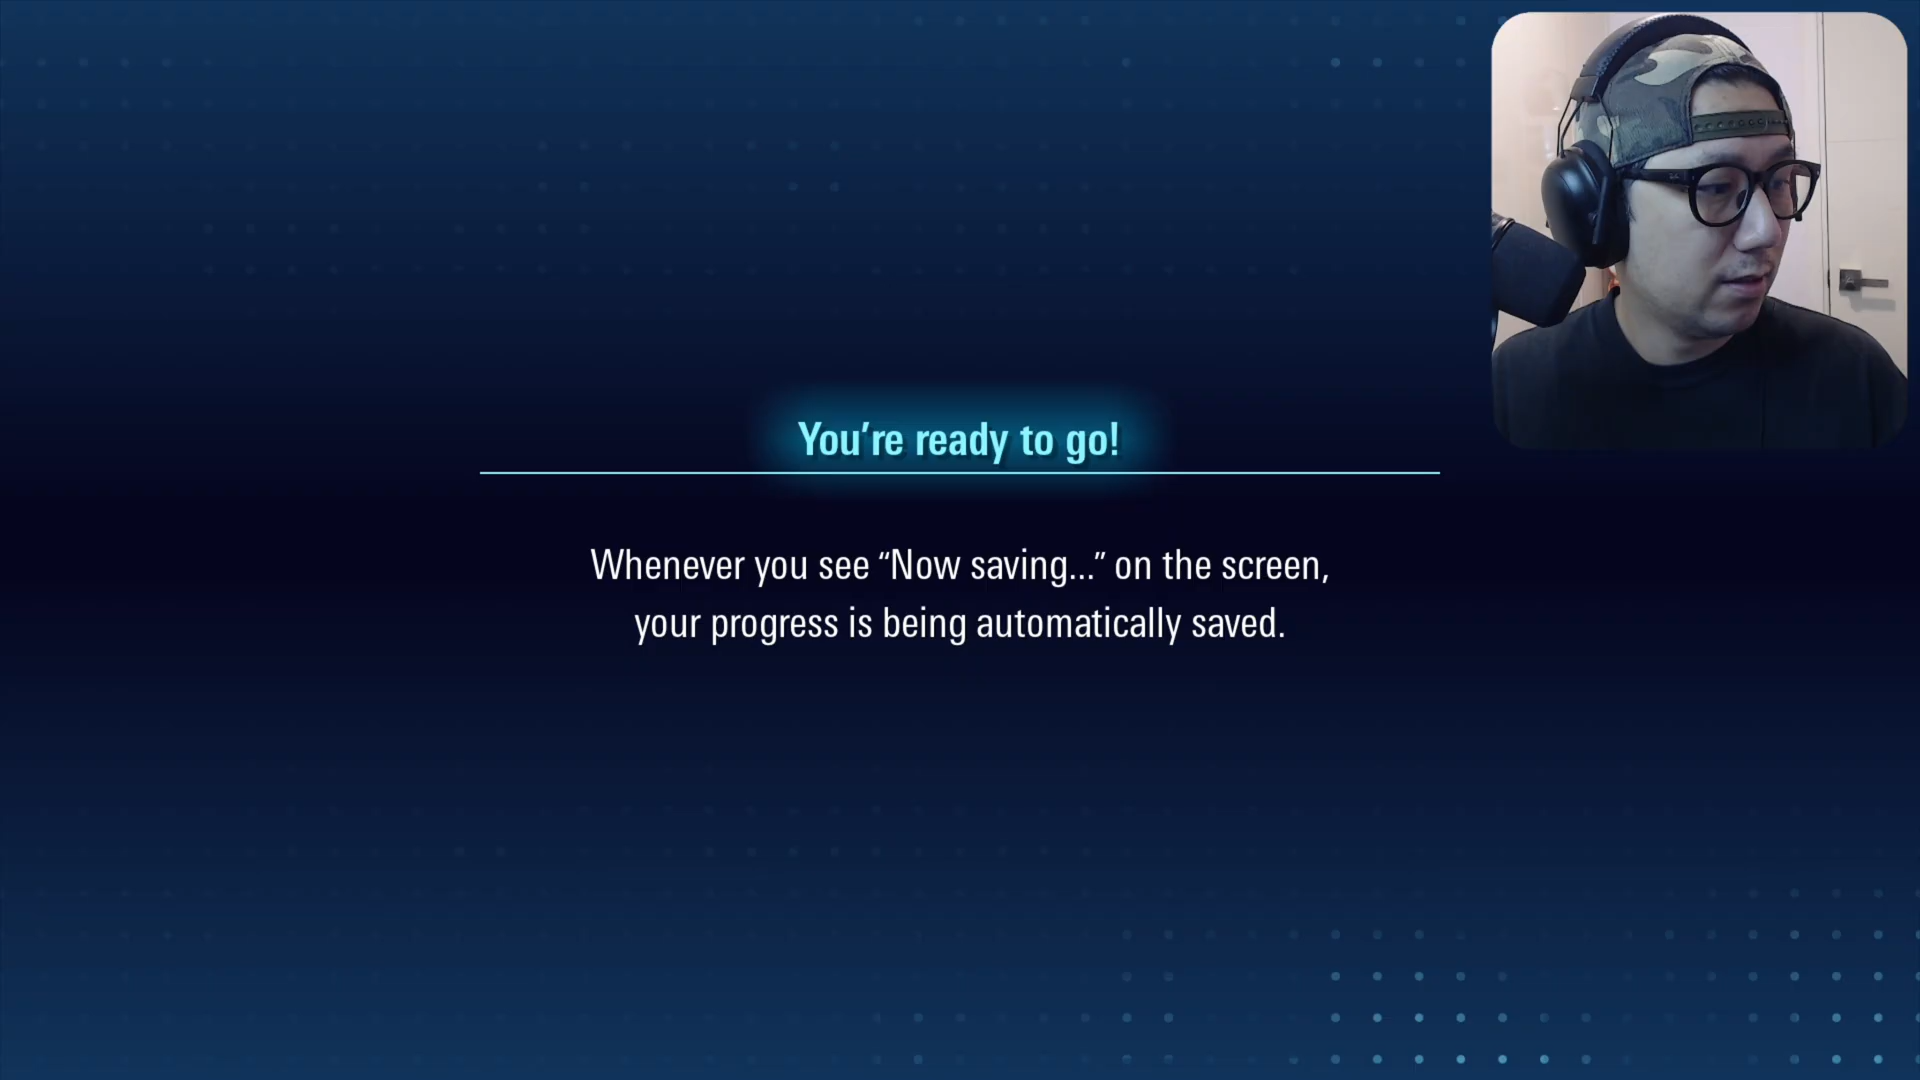 You're ready to go!
Whenever you see “Now saving...” on the screen,
your progress is being automatically saved.